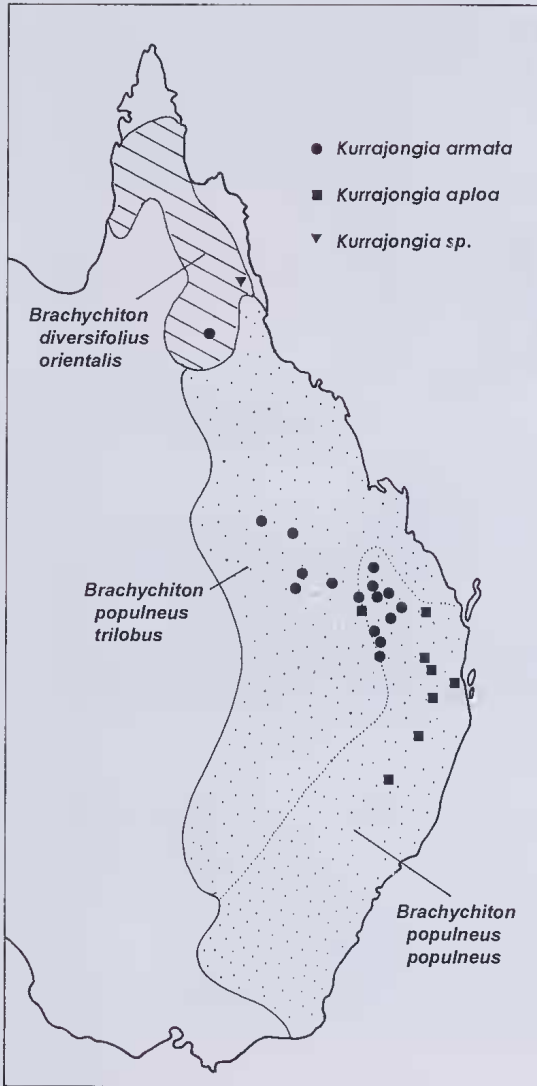 Kurrajongia armata
Kurrajongia aploa
Kurrajongia sp.
Brachychiton
diversifolius
orientalis
Brachychiton
populneus
trilobus
Brachychiton
populneus
populneus